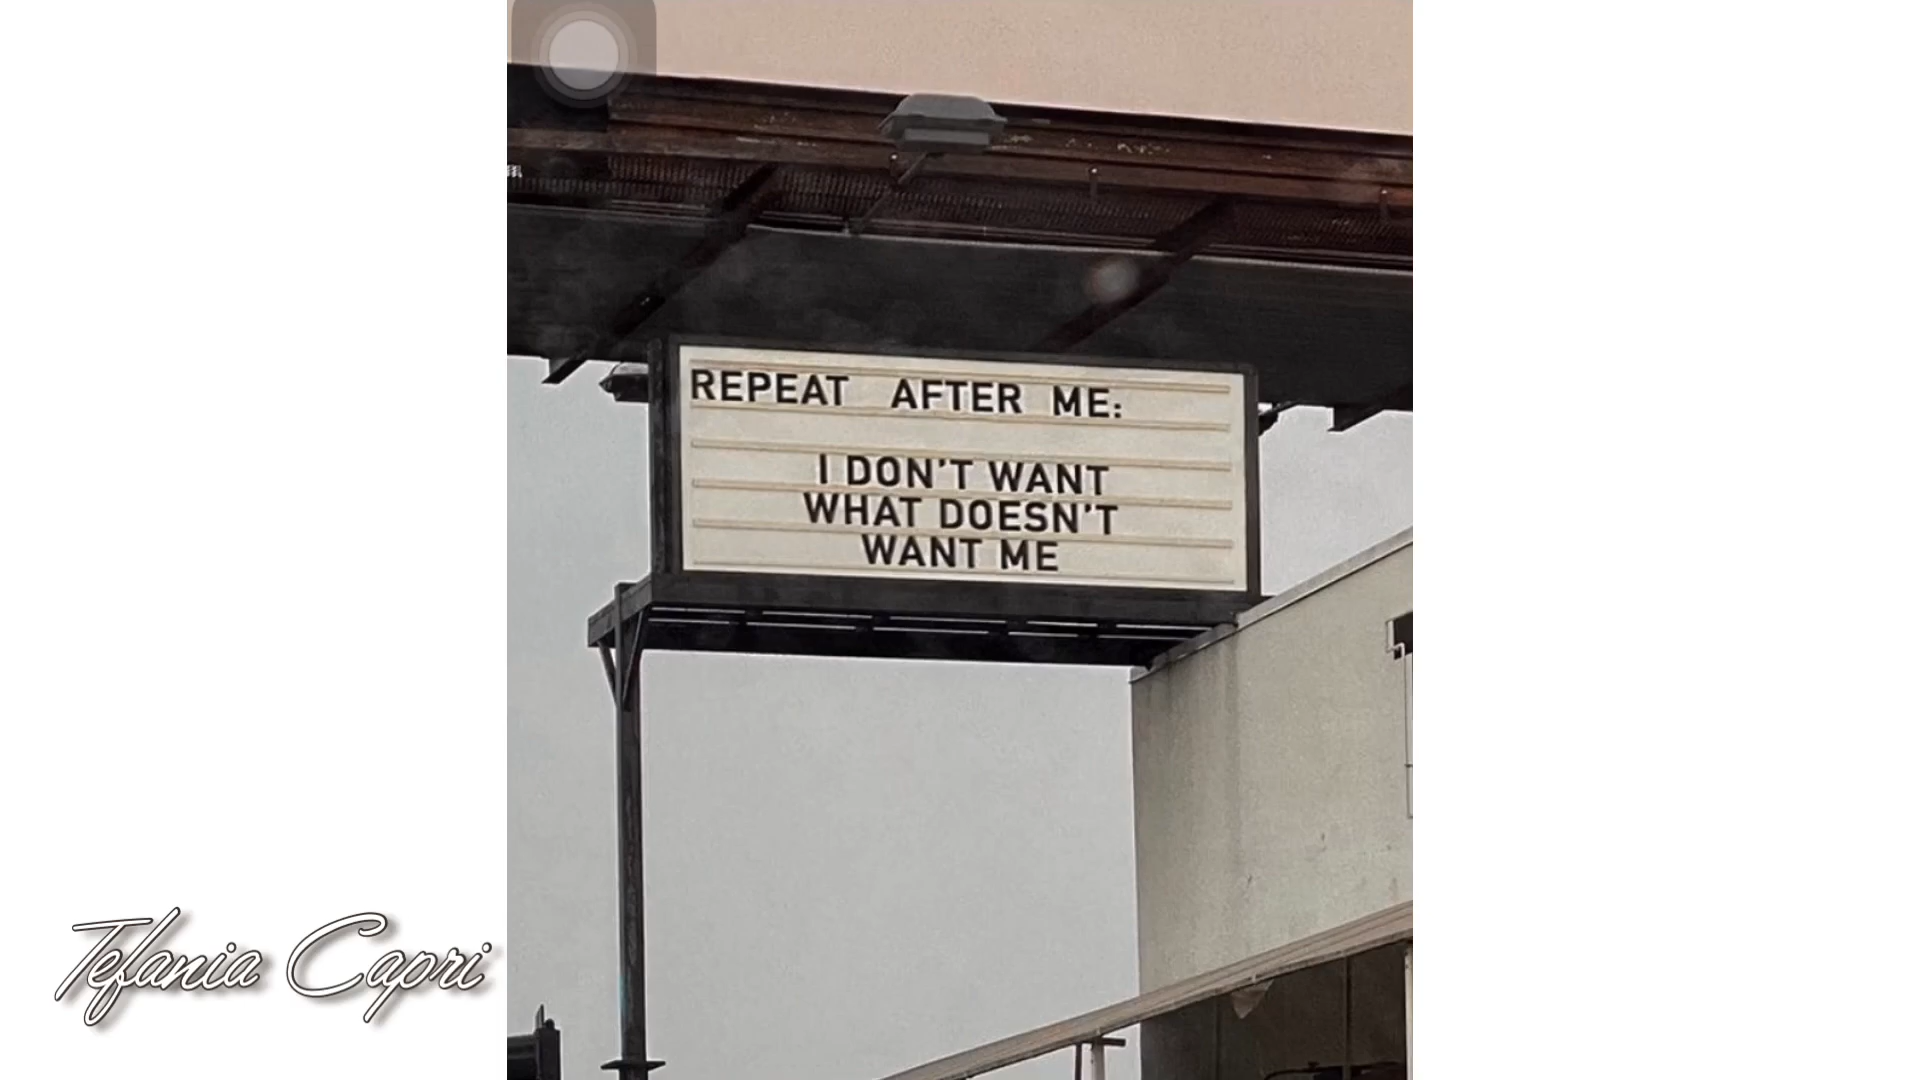 REPEAT AFTER ME:
I DON'T WANT
WHAT DOESN'T
WANT ME
Tefania Capri